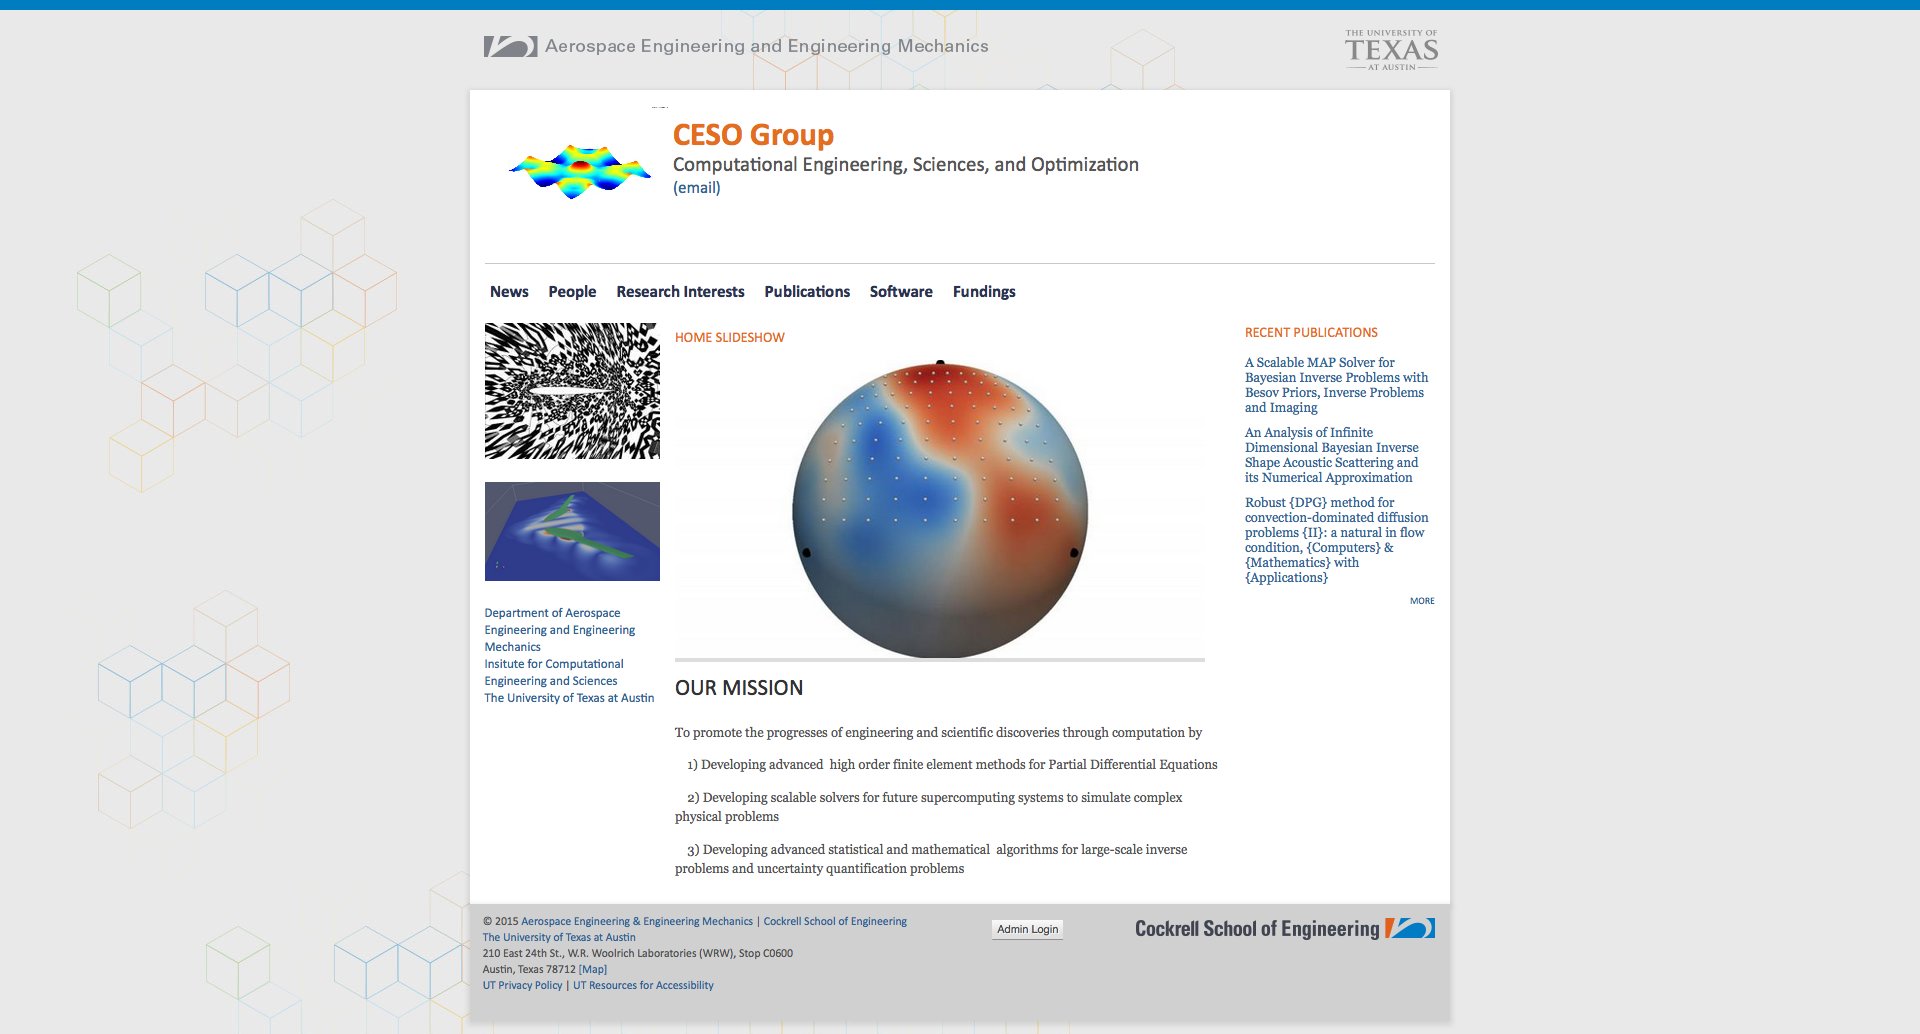 Aerospace Engineering and Engineering Mechanics
THE UNIVERSITY OF
TEXAS
AT AUSTIN
CESO Group
Computational Engineering, Sciences, and Optimization
(email)
News People Research Interests Publications Software Fundings
Department of Aerospace
Engineering and Engineering
Mechanics
Insitute for Computational
Engineering and Sciences
The University of Texas at Austin
HOME SLIDESHOW
OUR MISSION
To promote the progresses of engineering and scientific discoveries through computation by
1) Developing advanced high order finite element methods for Partial Differential Equations
2) Developing scalable solvers for future supercomputing systems to simulate complex
physical problems
3) Developing advanced statistical and mathematical algorithms for large-scale inverse
problems and uncertainty quantification problems
RECENT PUBLICATIONS
A Scalable MAP Solver for
Bayesian Inverse Problems with
Besov Priors, Inverse Problems
and Imaging
An Analysis of Infinite
Dimensional Bayesian Inverse
Shape Acoustic Scattering and
its Numerical Approximation
Robust {DPG} method for
convection-dominated diffusion
problems {II}: a natural in flow
condition, {Computers} &
{Mathematics} with
{Applications}
MORE
© 2015 Aerospace Engineering & Engineering Mechanics | Cockrell School of Engineering
The University of Texas at Austin
210 East 24th St., W.R. Woolrich Laboratories (WRW), Stop C0600
Austin, Texas 78712 [Map]
UT Privacy Policy | UT Resources for Accessibility
Admin Login
Cockrell School of Engineering